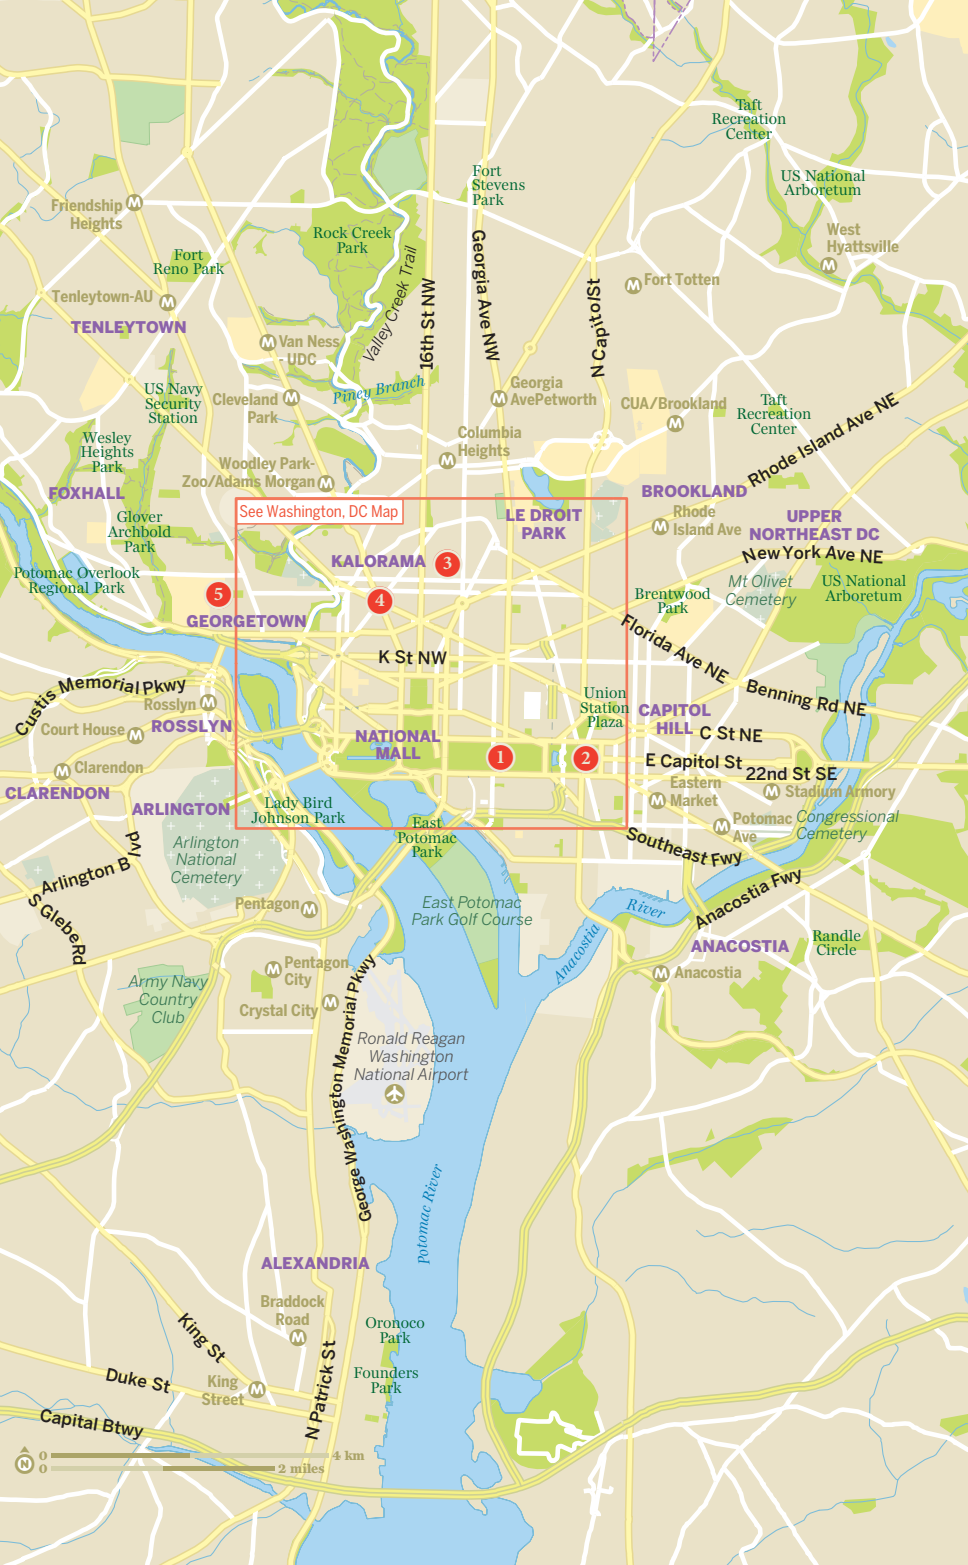 Taft
Recreation
Center
Fort
Stevens
Park
US National
Arboretum
Friendship
Heights
M
Rock Creek
Park
West
Hyattsville
M
Fort
Reno Park
Valley Creek Trail
16th St NW
Georgia Ave NW
N Capitol St
M
Fort Totten
Tenleytown-AU
M
TENLEYTOWN
M
Van Ness
- UDC
US Navy
Security
Station
Cleveland
Park
M
Piney Branch
M
Georgia
AvePetworth
CUA/Brookland
M
Taft
Recreation
Center
Rhode Island Ave NE
Wesley
Heights
Park
Columbia
Heights
M
Woodley Park-
Zoo/Adams Morgan
M
FOXHALL
BROOKLAND
See Washington, DC Map
LE DROIT
PARK
Rhode
Island Ave
M
UPPER
NORTHEAST DC
Glover
Archbold
Park
New York Ave NE
KALORAMA
3
Potomac Overlook
Regional Park
5
4
Mt Olivet
Cemetery
US National
Arboretum
Brentwood
Park
GEORGETOWN
Florida Ave NE
K St NW
Custis Memorial Pkwy
Benning Rd NE
Rosslyn
M
Union
Station
Plaza
CAPITOL
HILL
Court House
M
ROSSLYN
NATIONAL
MALL
C St NE
1
2
E Capitol St
22nd St SE
M
Clarendon
CLARENDON
Eastern
Market
M
M
Stadium Armory
ARLINGTON
Lady Bird
Johnson Park
East
Potomac
Park
M
Potomac
Ave
Congressional
Cemetery
Southeast Fwy
Arlington
National
Cemetery
Arlington Blvd
S Glebe Rd
Pentagon
M
East Potomac
Park Golf Course
River
Anacostia Fwy
Anacostia
ANACOSTIA
Randle
Circle
M
Anacostia
M
Pentagon
City
Army Navy
Country
Club
Crystal City
M
George Washington Memorial Pkwy
Ronald Reagan
Washington
National Airport
Potomac River
ALEXANDRIA
Braddock
Road
M
Oronoco
Park
King St
Founders
Park
Duke St
King
Street
M
N Patrick St
Capital Btwy
N
0
4 km
0
2 miles